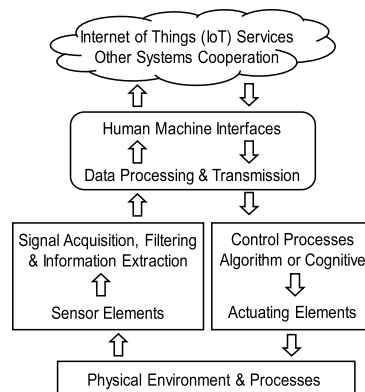 Internet of Things (IoT) Services
Other Systems Cooperation
Human Machine Interfaces
Data Processing & Transmission
Signal Acquisition, Filtering
& Information Extraction
Sensor Elements
Control Processes
Algorithm or Cognitive
Actuating Elements
Physical Environment & Processes